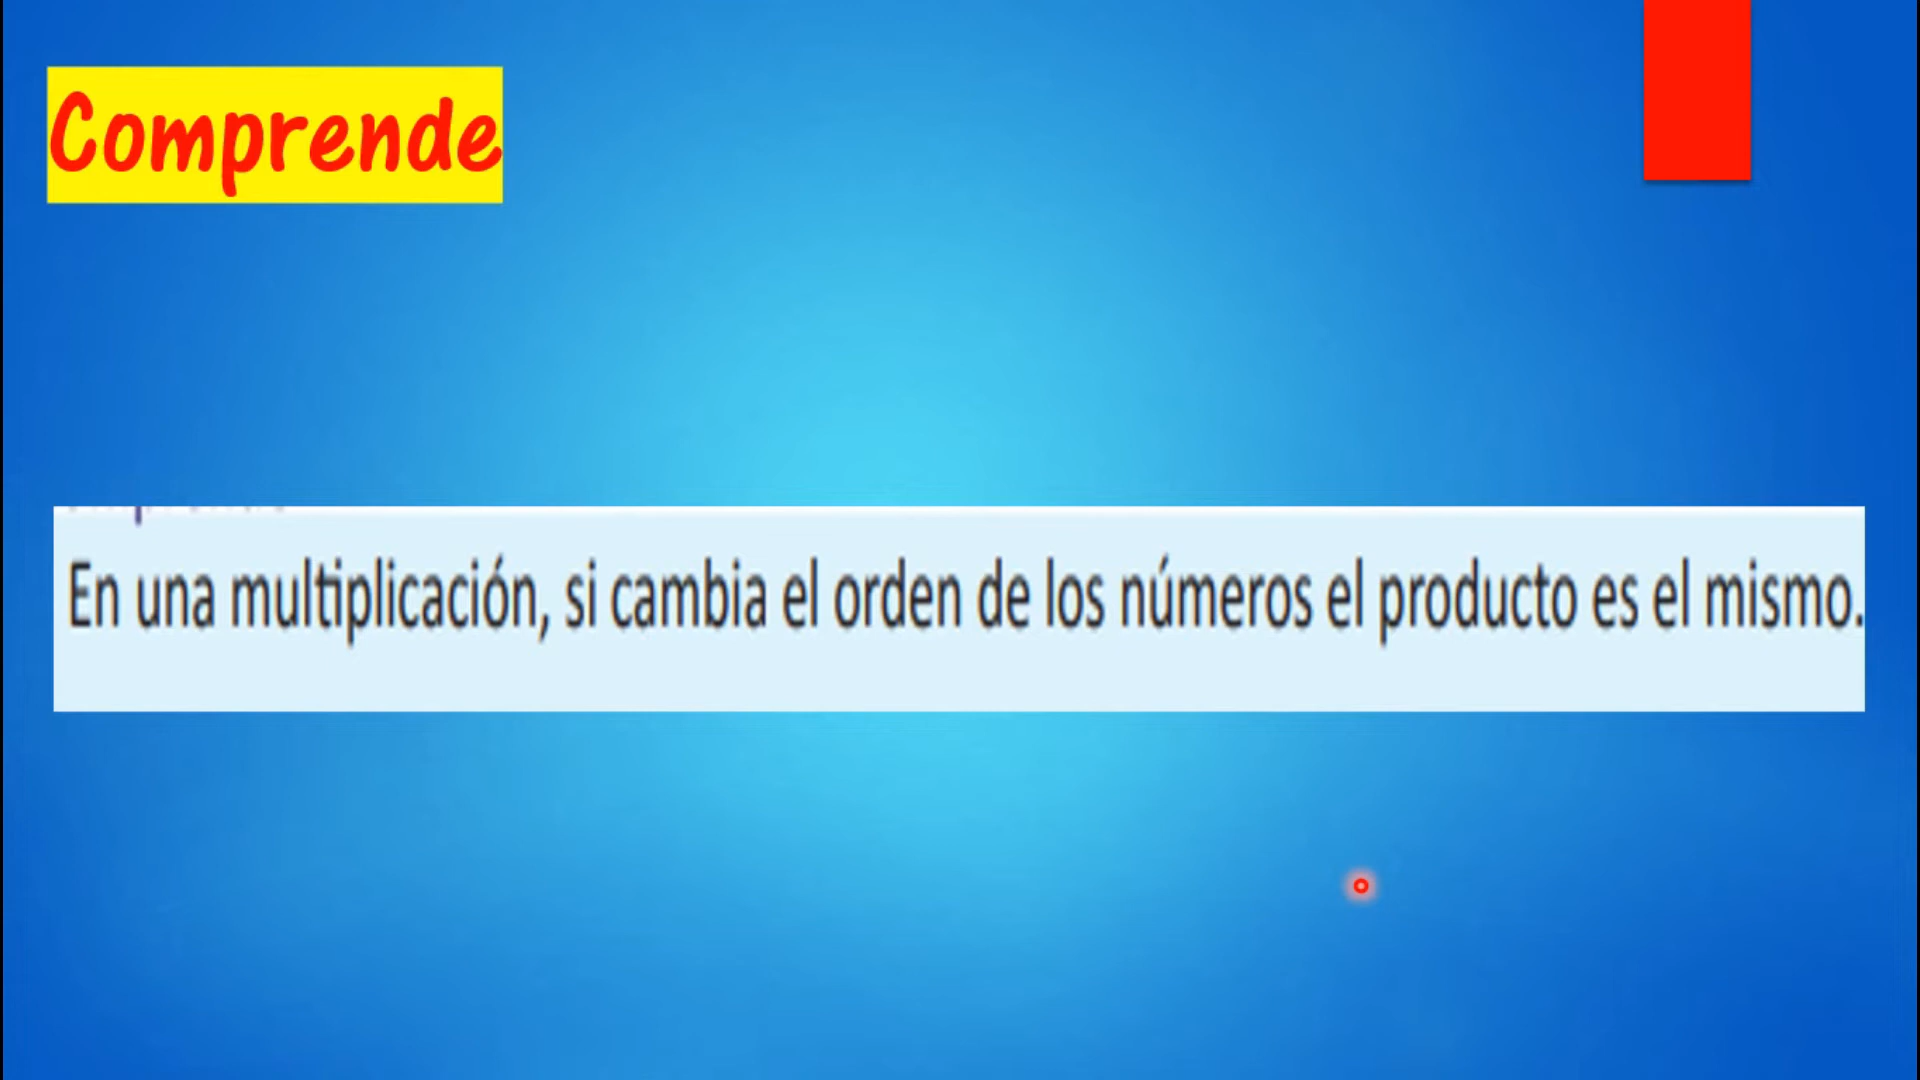 Comprende
En una multiplicación, si cambia el orden de los números el producto es el mismo.